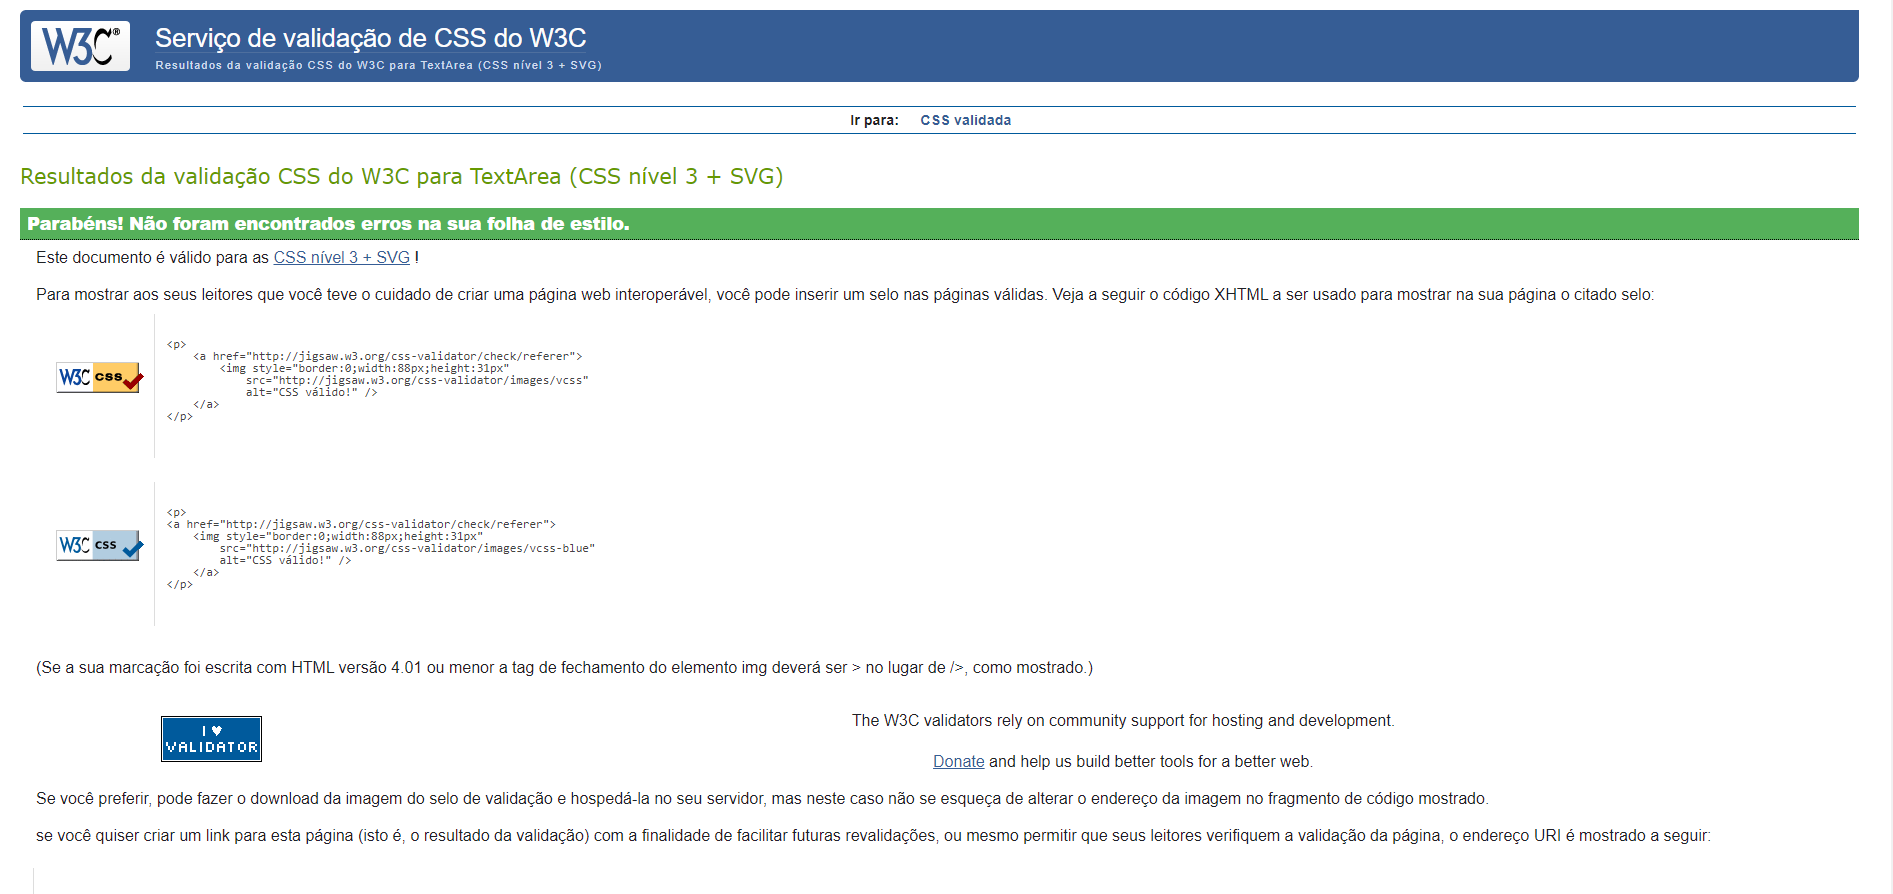 W3C®
Serviço de validação de CSS do W3C
Resultados da validação CSS do W3C para TextArea (CSS nível 3 + SVG)
Ir para: CSS validada
Resultados da validação CSS do W3C para TextArea (CSS nível 3 + SVG)
Parabéns! Não foram encontrados erros na sua folha de estilo.
Este documento é válido para as CSS nível 3 + SVG !
Para mostrar aos seus leitores que você teve o cuidado de criar uma página web interoperável, você pode inserir um selo nas páginas válidas. Veja a seguir o código XHTML a ser usado para mostrar na sua página o citado selo:
W3C css
<p>
<a href="http://jigsaw.w3.org/css-validator/check/referer">
<img style="border:0;width:88px;height:31px"
src="http://jigsaw.w3.org/css-validator/images/vcss"
alt="CSS válido!" />
</a>
</p>
W3C css
<p>
<a href="http://jigsaw.w3.org/css-validator/check/referer">
<img style="border:0;width:88px;height:31px"
src="http://jigsaw.w3.org/css-validator/images/vcss-blue"
alt="CSS válido!" />
</a>
</p>
(Se a sua marcação foi escrita com HTML versão 4.01 ou menor a tag de fechamento do elemento img deverá ser > no lugar de />, como mostrado.)
I ♥
VALIDATOR
The W3C validators rely on community support for hosting and development.
Donate and help us build better tools for a better web.
Se você preferir, pode fazer o download da imagem do selo de validação e hospedá-la no seu servidor, mas neste caso não se esqueça de alterar o endereço da imagem no fragmento de código mostrado.
se você quiser criar um link para esta página (isto é, o resultado da validação) com a finalidade de facilitar futuras revalidações, ou mesmo permitir que seus leitores verifiquem a validação da página, o endereço URI é mostrado a seguir: